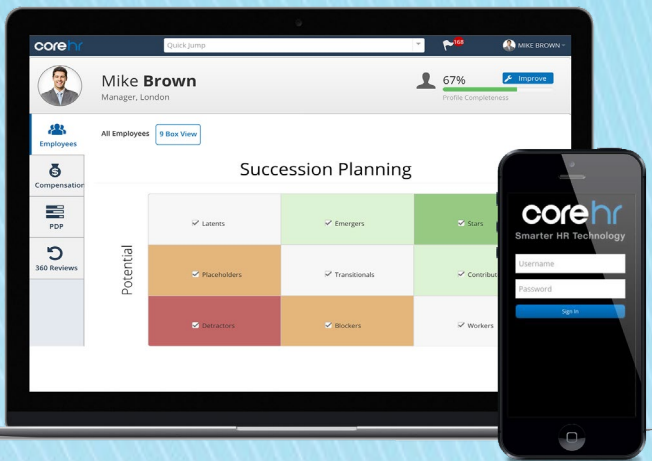 corehr
Quick Jump
168
MIKE BROWN
Mike Brown
Manager, London
67%
Improve
Profile Completeness
Employees
All Employees
9 Box View
Compensation
PDP
360 Reviews
Succession Planning
Potential
Latents
Emergers
Stars
Placeholders
Transitionals
Contribut
Detractors
Blockers
Workers
corehr
Smarter HR Technology
Username
Password
Sign in